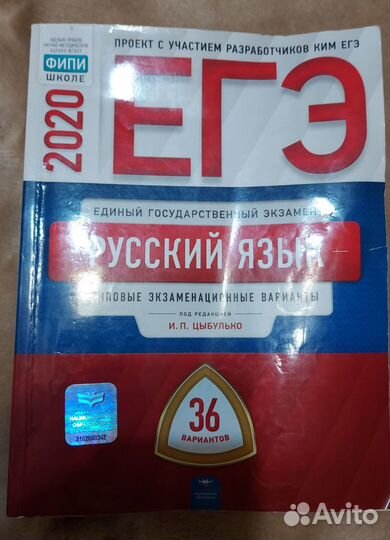 ПРОЕКТ С УЧАСТИЕМ РАЗРАБОТЧИКОВ КИМ ЕГЭ
ФИПИ
ШКОЛЕ
2020
ЕГЭ
ЕДИНЫЙ ГОСУДАРСТВЕННЫЙ ЭКЗАМЕН
РУССКИЙ ЯЗЫК
ТИПОВЫЕ ЭКЗАМЕНАЦИОННЫЕ ВАРИАНТЫ
ПОД РЕДАКЦИЕЙ
И. П. ЦЫБУЛЬКО
36
ВАРИАНТОВ
3102660342
Avito